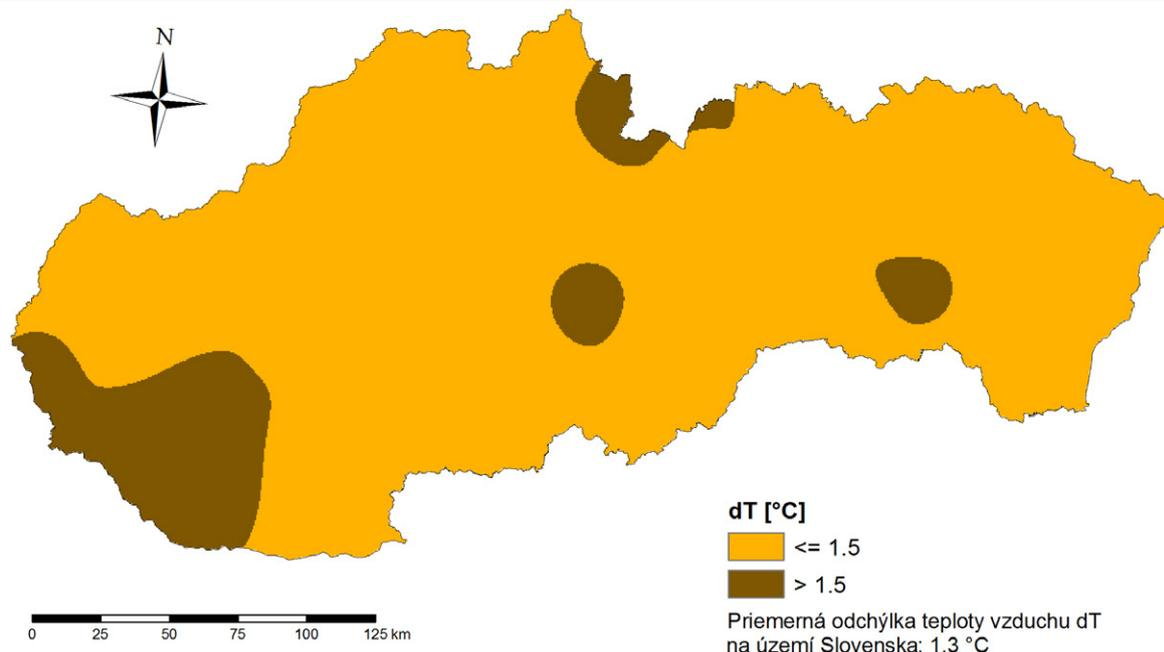 N
dT [°C]
<= 1.5
> 1.5
0 25 50 75 100 125 km
Priemerná odchýlka teploty vzduchu dT
na území Slovenska: 1.3 °C